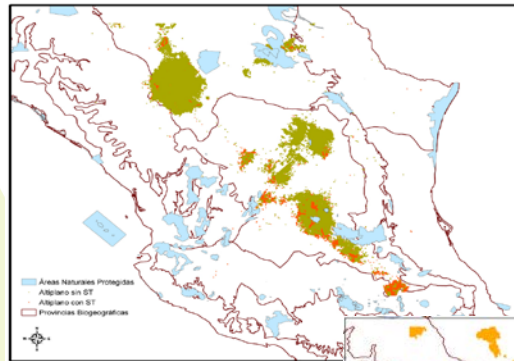 Áreas Naturales Protegidas
Altiplano sin ST
Altiplano con ST
Provincias Biogeográficas